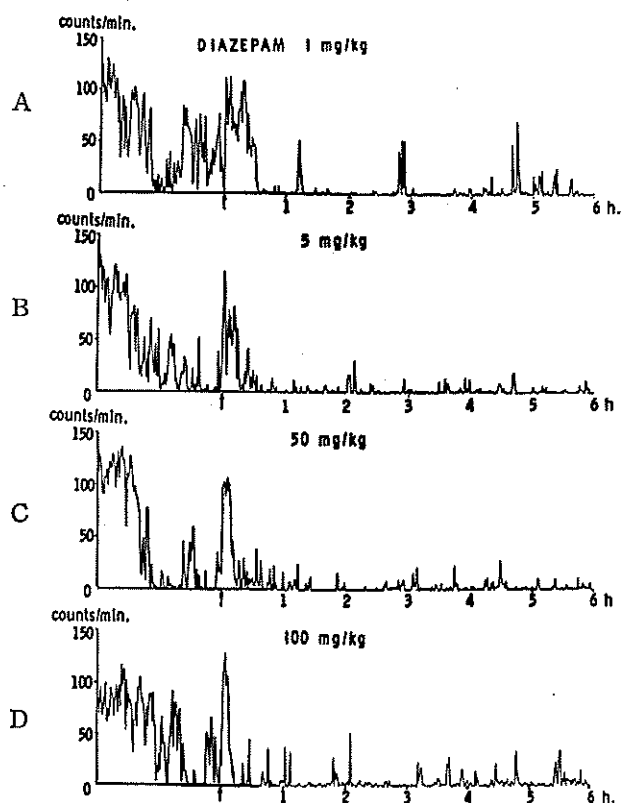 counts/min.
DIAZEPAM 1 mg/kg
150
A
100
50
0
1 1 2 3 4 5 6 h.
counts/min.
5 mg/kg
150
B
100
50
0
1 1 2 3 4 5 6 h
counts/min.
50 mg/kg
150
C
100
50
0
1 1 2 3 4 5 6 h
counts/min.
100 mg/kg
150
D
100
50
0
1 1 2 3 4 5 6 h.